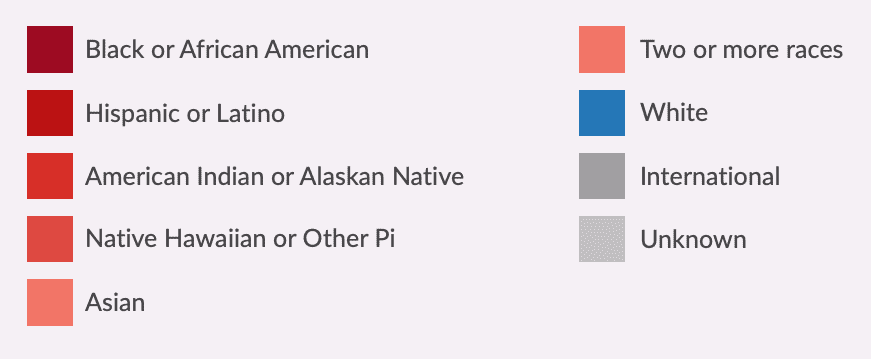 Black or African American
Hispanic or Latino
American Indian or Alaskan Native
Native Hawaiian or Other Pi
Asian
Two or more races
White
International
Unknown